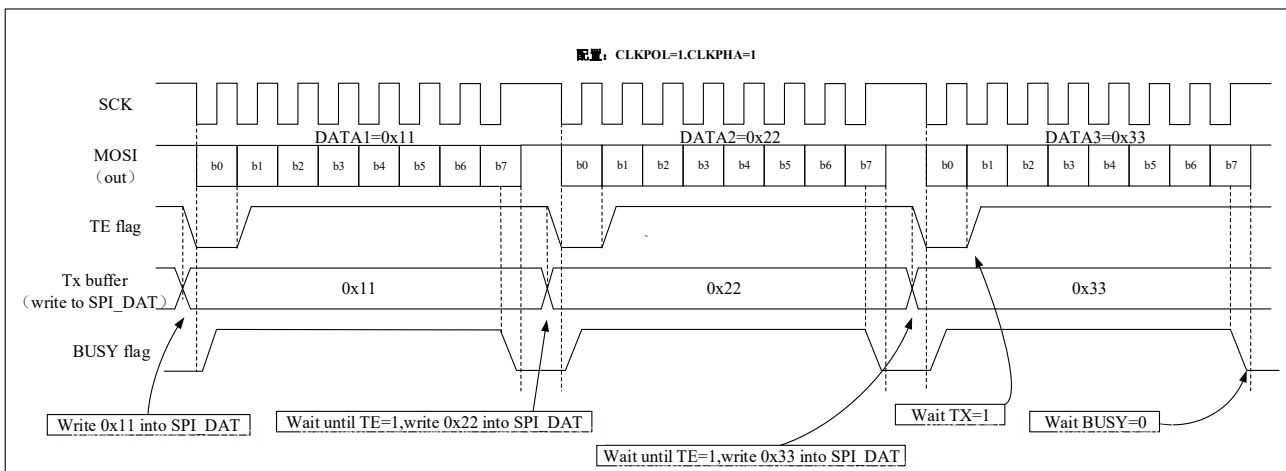 配置：CLKPOL=1.CLKPHA=1
SCK
DATA1=0x11
DATA2=0x22
DATA3=0x33
MOSI
（out）
b0 b1 b2 b3 b4 b5 b6 b7
b0 b1 b2 b3 b4 b5 b6 b7
b0 b1 b2 b3 b4 b5 b6 b7
TE flag
Tx buffer
（write to SPI_DAT）
0x11
0x22
0x33
BUSY flag
Write 0x11 into SPI_DAT
Wait until TE=1,write 0x22 into SPI_DAT
Wait until TE=1,write 0x33 into SPI_DAT
Wait TX=1
Wait BUSY=0